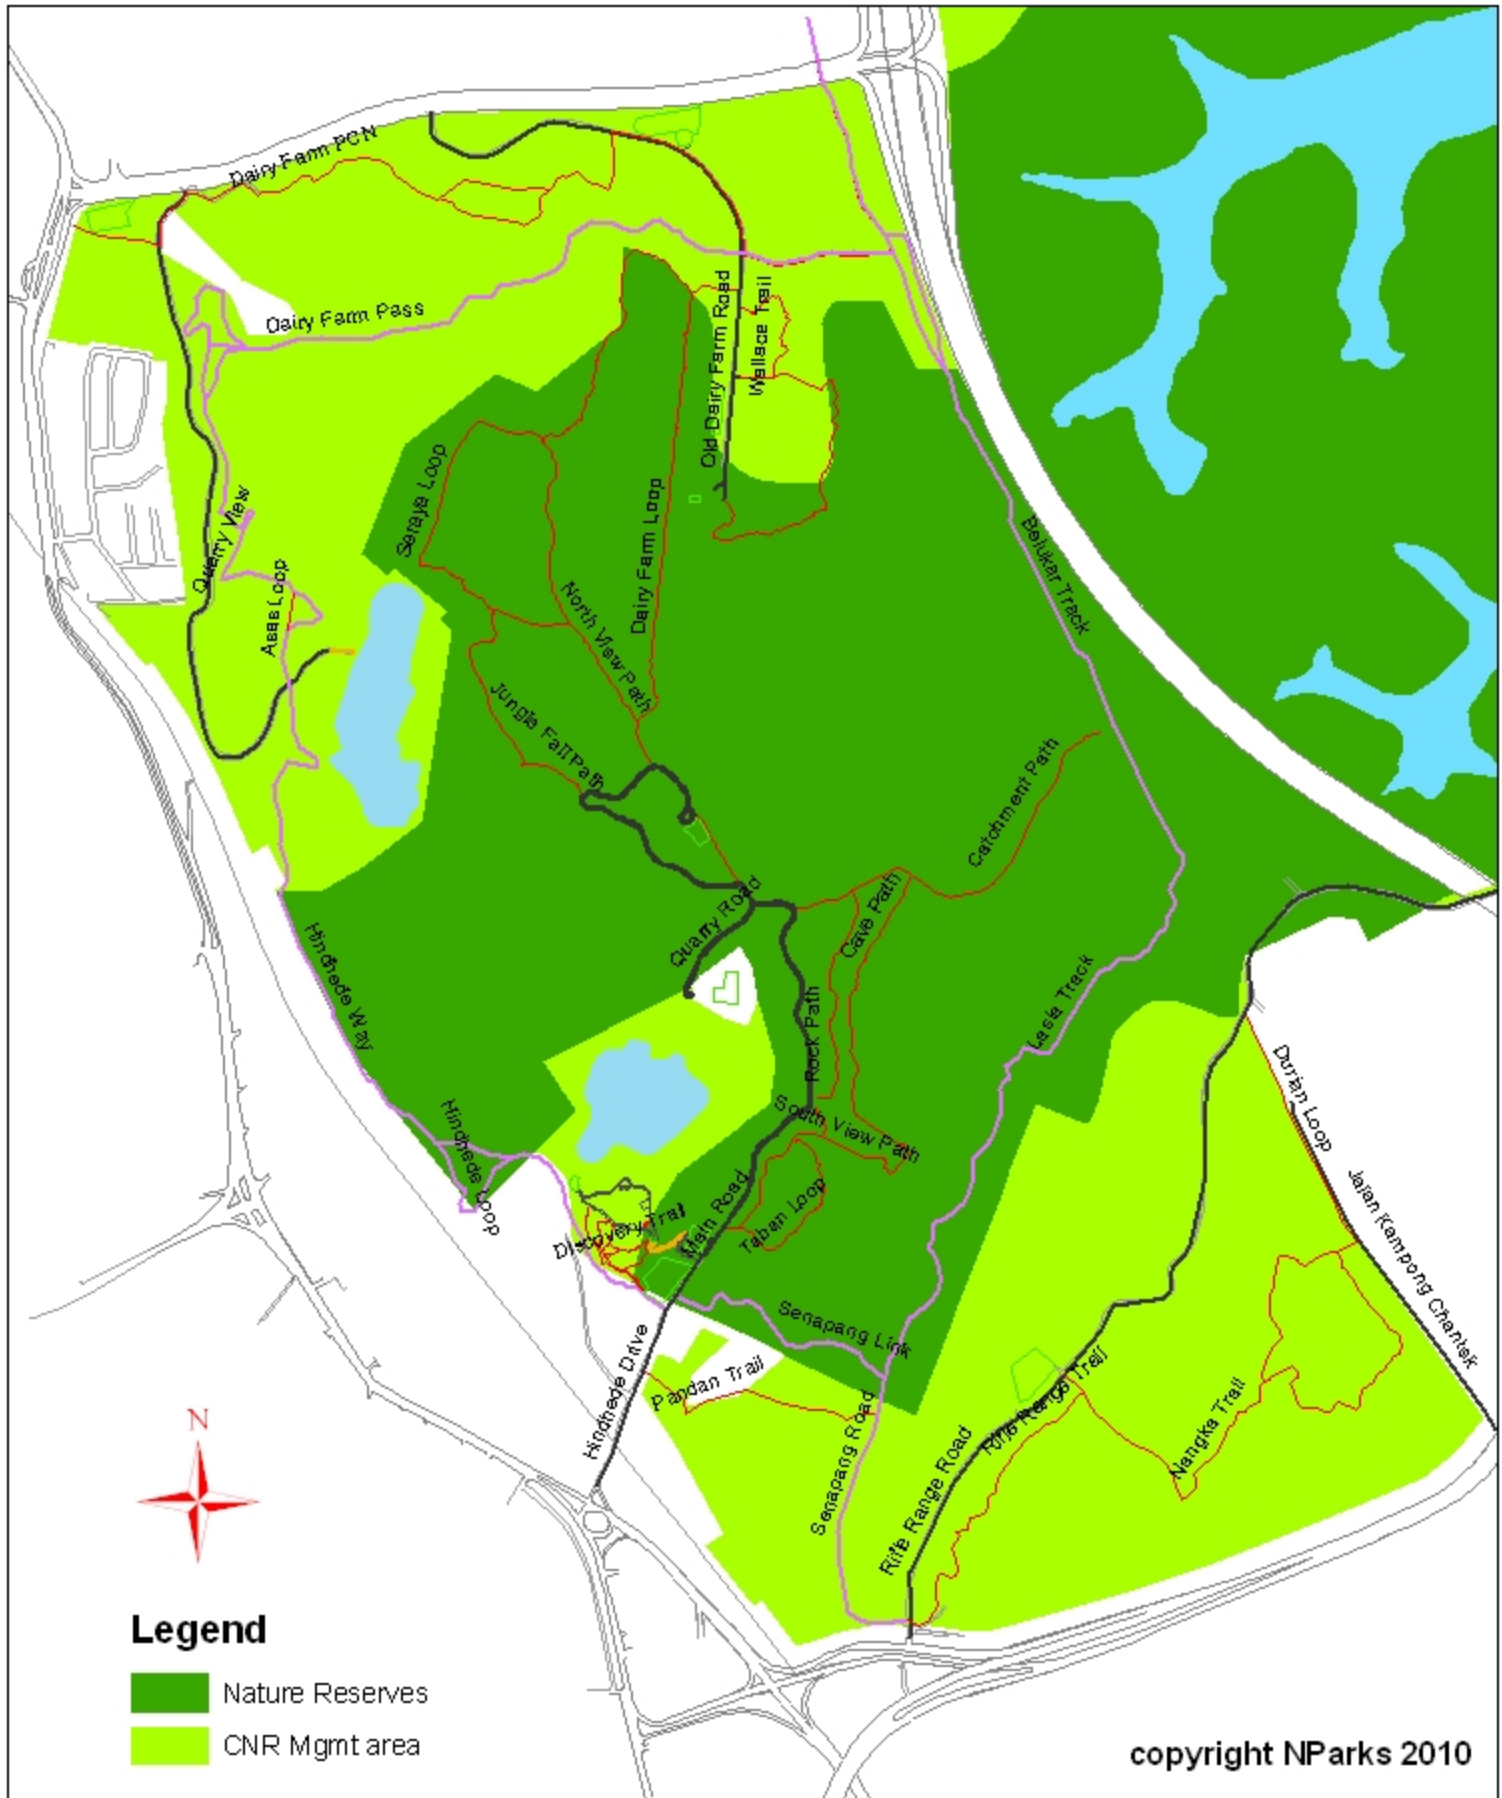 Dairy Farm PCN
Dairy Farm Pass
Old Dairy Farm Road
Wallace Trail
Seraya Loop
Dairy Farm Loop
North View Path
Quarry View
Asas Loop
Belukar Track
Jungle Fall Path
Catchment Path
Quarry Road
Cave Path
Hindhede Way
Rock Path
Lasia Track
Durian Loop
South View Path
Hindhede Loop
Main Road
Taban Loop
Discovery Trail
Jalan Kampong Chantek
Senapang Link
Hindhede Drive
Pandan Trail
Rifle Range Trail
Nangka Trail
Senapang Road
Rifle Range Road
N
Legend
Nature Reserves
CNR Mgmt area
copyright NParks 2010